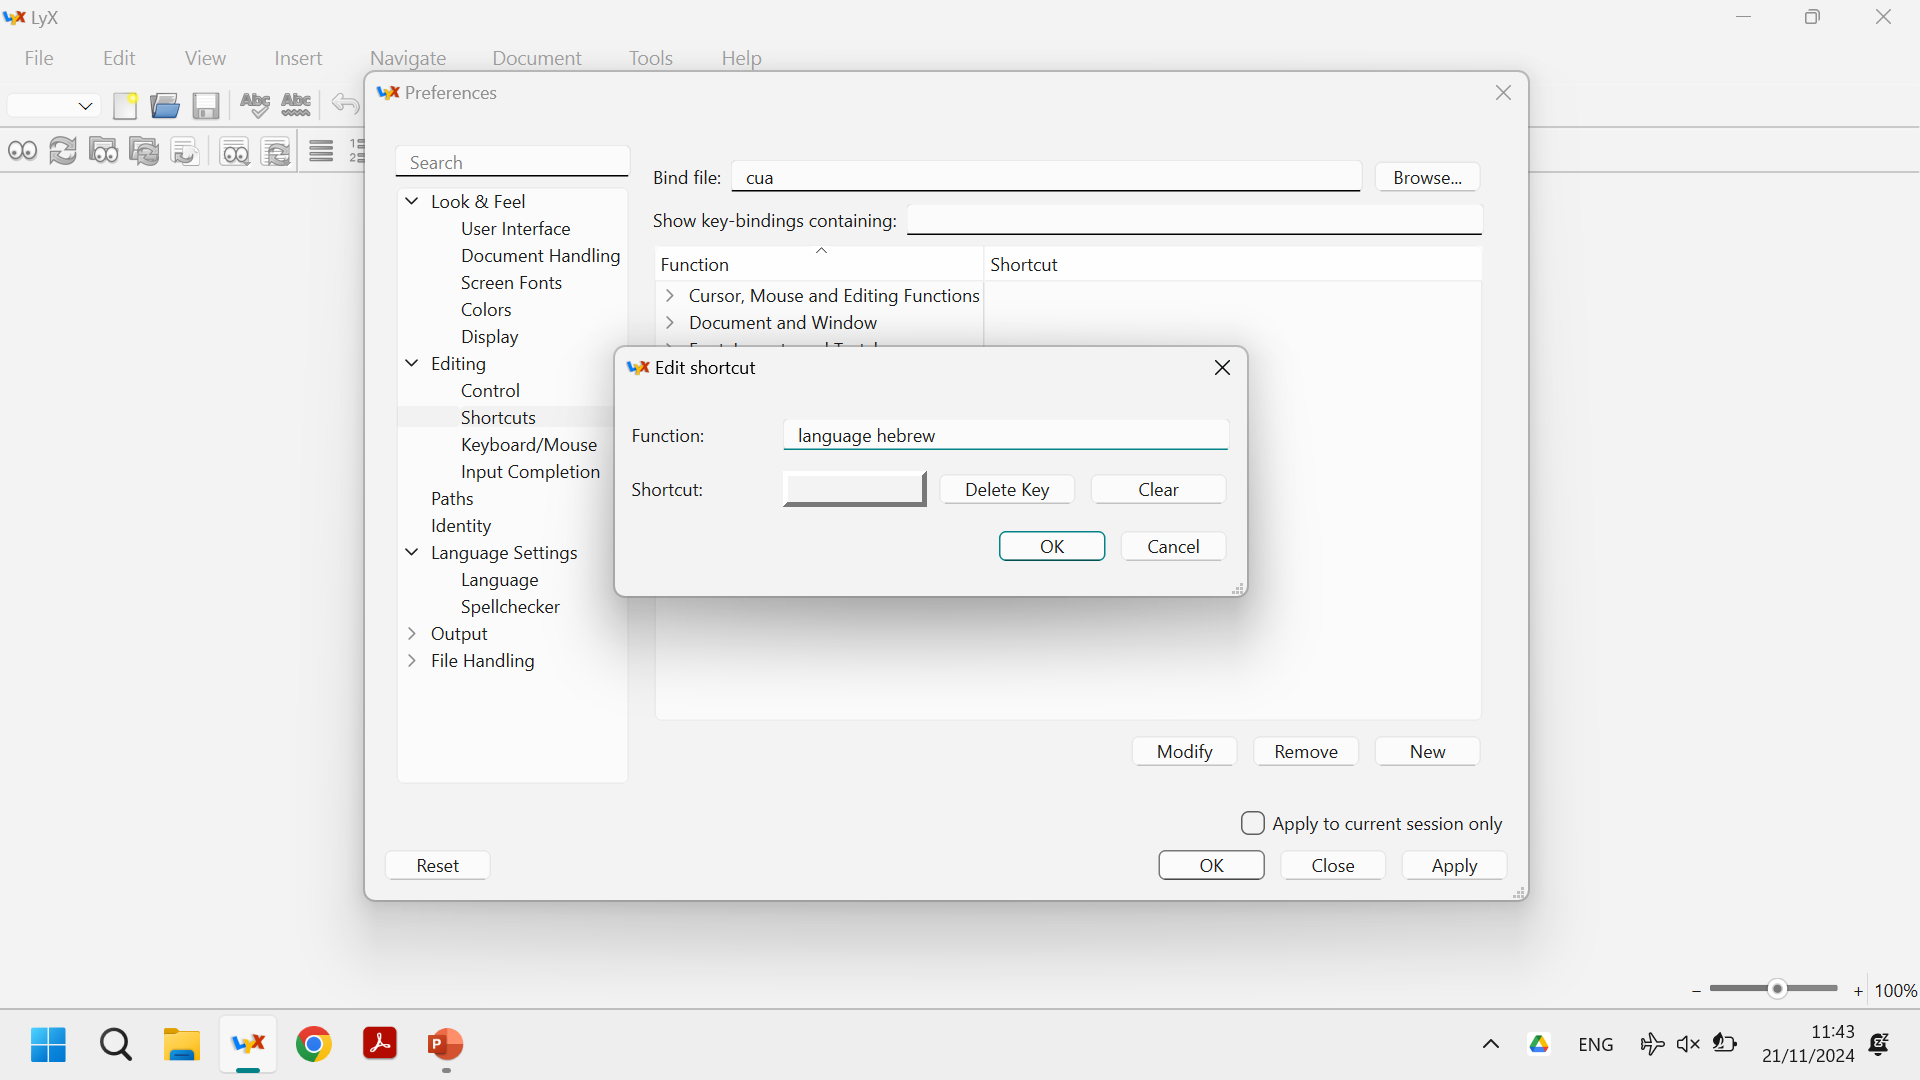 LyX
File Edit View Insert Navigate Document Tools Help
Preferences
Search
Look & Feel
User Interface
Document Handling
Screen Fonts
Colors
Display
Editing
Control
Shortcuts
Keyboard/Mouse
Input Completion
Paths
Identity
Language Settings
Language
Spellchecker
Output
File Handling
Bind file: cua Browse...
Show key-bindings containing:
Function Shortcut
Cursor, Mouse and Editing Functions
Document and Window
Edit shortcut
Function: language hebrew
Shortcut: Delete Key Clear
OK Cancel
Modify Remove New
Apply to current session only
Reset OK Close Apply
100%
ENG
11:43
21/11/2024